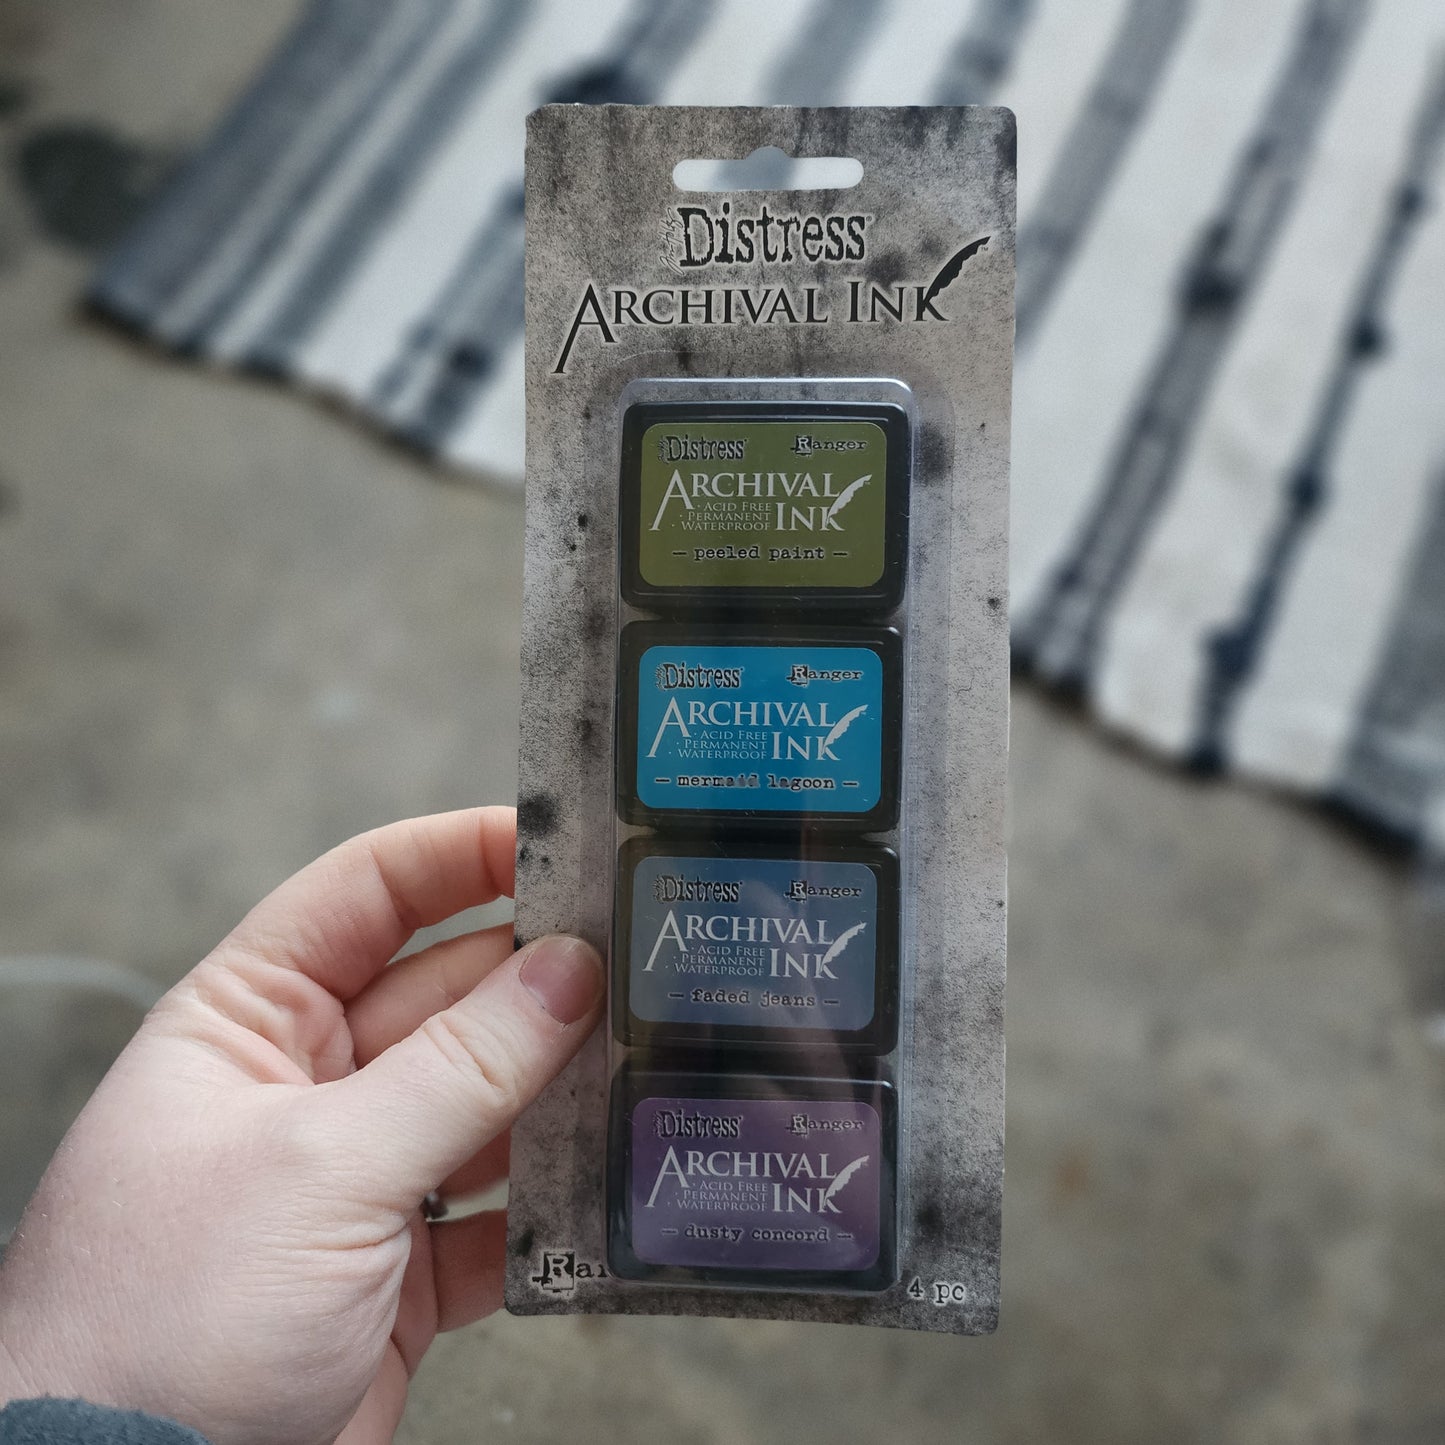 Distress
ARCHIVAL INK
Distress Ranger
ARCHIVAL
· ACID FREE
· PERMANENT
· WATERPROOF
INK
— peeled paint —
Distress Ranger
ARCHIVAL
· ACID FREE
· PERMANENT
· WATERPROOF
INK
— mermaid lagoon —
Distress Ranger
ARCHIVAL
· ACID FREE
· PERMANENT
· WATERPROOF
INK
— faded jeans —
Distress Ranger
ARCHIVAL
· ACID FREE
· PERMANENT
· WATERPROOF
INK
— dusty concord —
4 pc